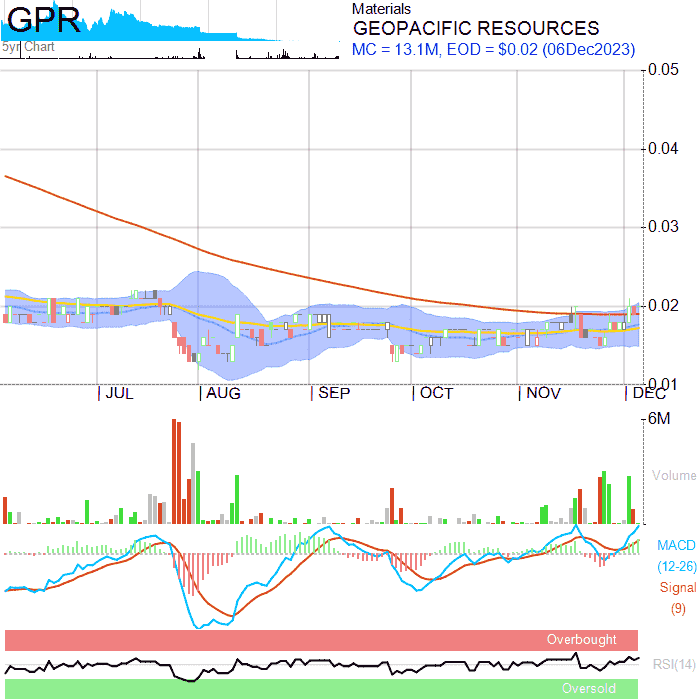 GPR
5yr Chart
Materials
GEOPACIFIC RESOURCES
MC = 13.1M, EOD = $0.02 (06Dec2023)
0.05
0.04
0.03
0.02
0.01
JUL AUG SEP OCT NOV DEC
6M
Volume
MACD
(12-26)
Signal
(9)
Overbought
RSI(14)
Oversold